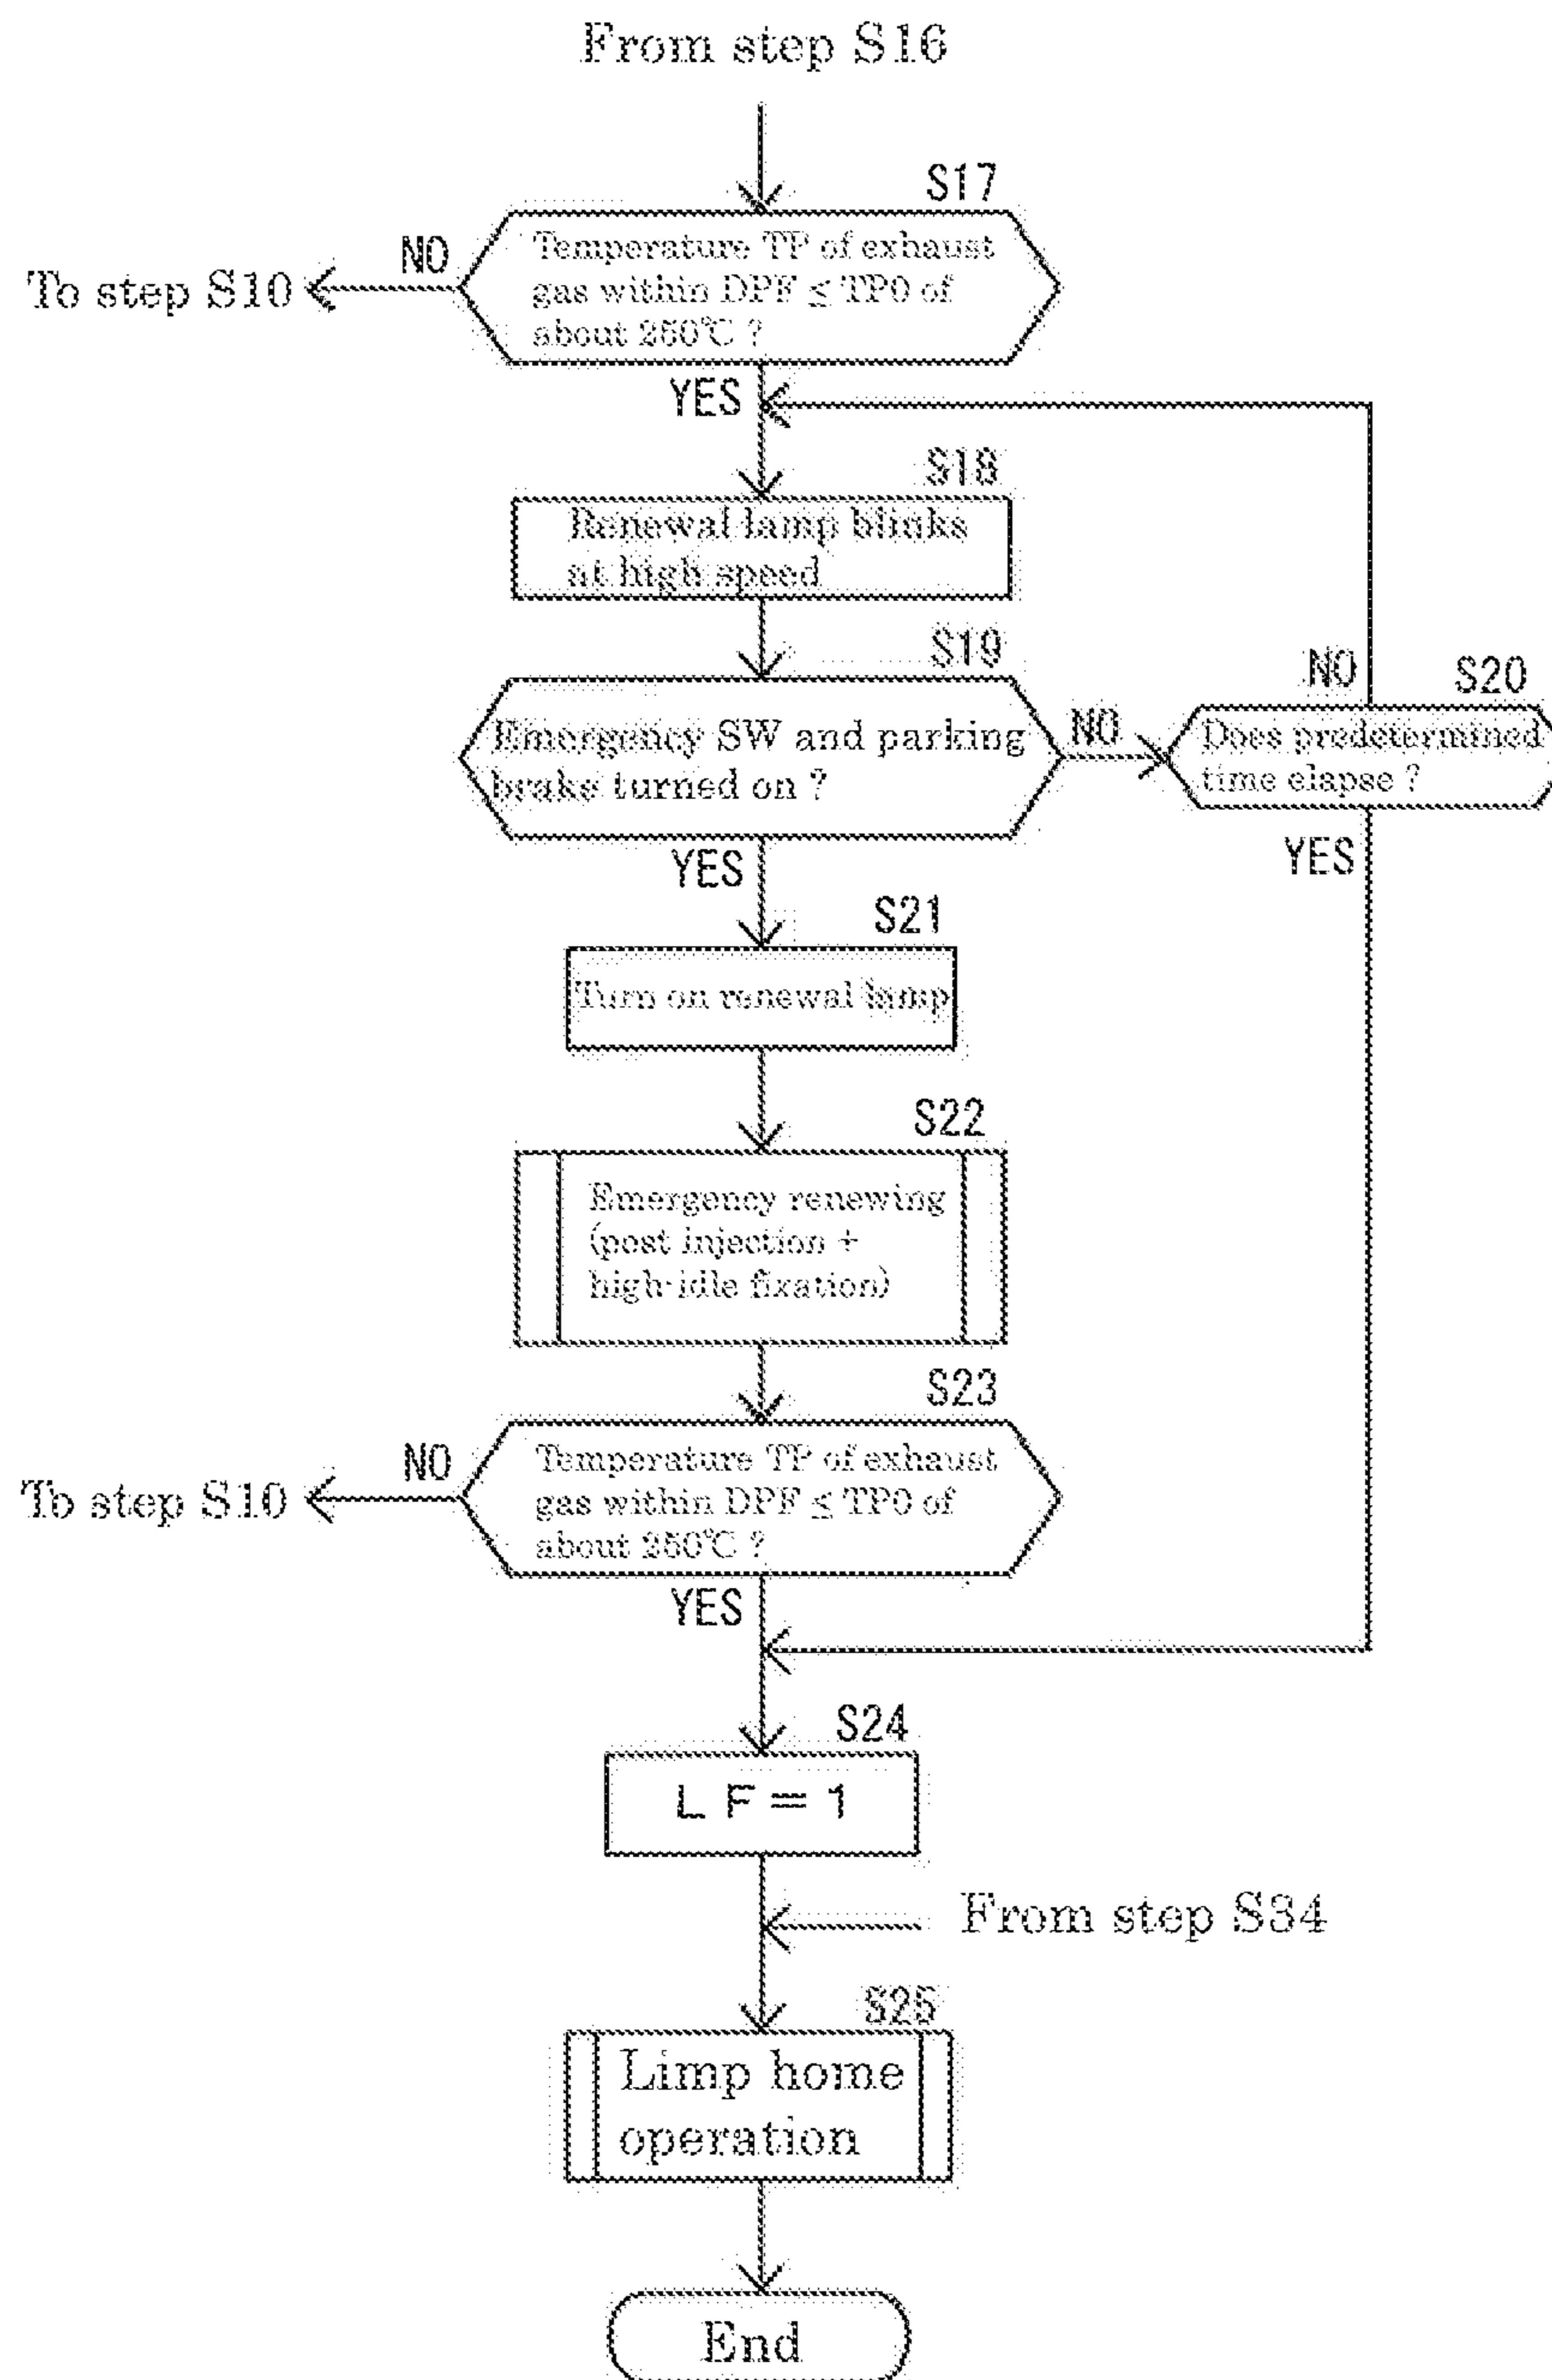 From step S16
S17
NO
Temperature TP of exhaust
To step S10
gas within DPF ≤ TP0 of
about 250℃ ?
YES
S18
Renewal lamp blinks
at high speed
S19
NO
S20
Emergency SW and parking
brake turned on ?
NO
Does predetermined
time elapse ?
YES
YES
S21
Turn on renewal lamp
S22
Emergency renewing
(post injection +
high-idle fixation)
S23
NO
Temperature TP of exhaust
To step S10
gas within DPF ≤ TP0 of
about 250℃ ?
YES
S24
L F = 1
From step S34
S25
Limp home
operation
End